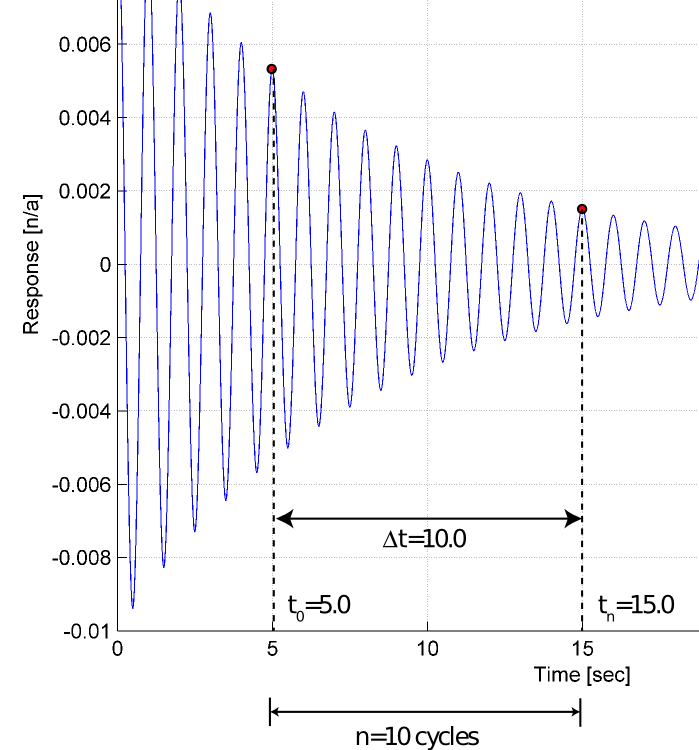 0.006
0.004
0.002
0
-0.002
-0.004
-0.006
-0.008
-0.01
Response [n/a]
Δt=10.0
t₀=5.0
tₙ=15.0
0 5 10 15
Time [sec]
n=10 cycles